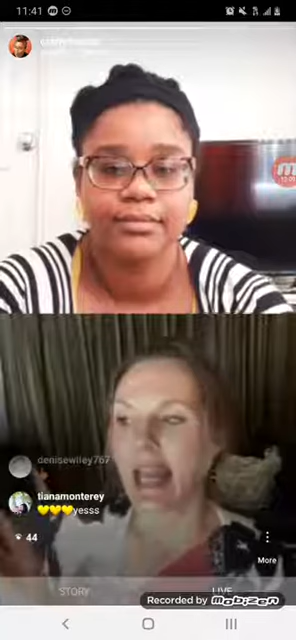 11:41
denisewiley767
tianamonterey
💛💛💛yesss
44
More
STORY
LIVE
Recorded by mobizen